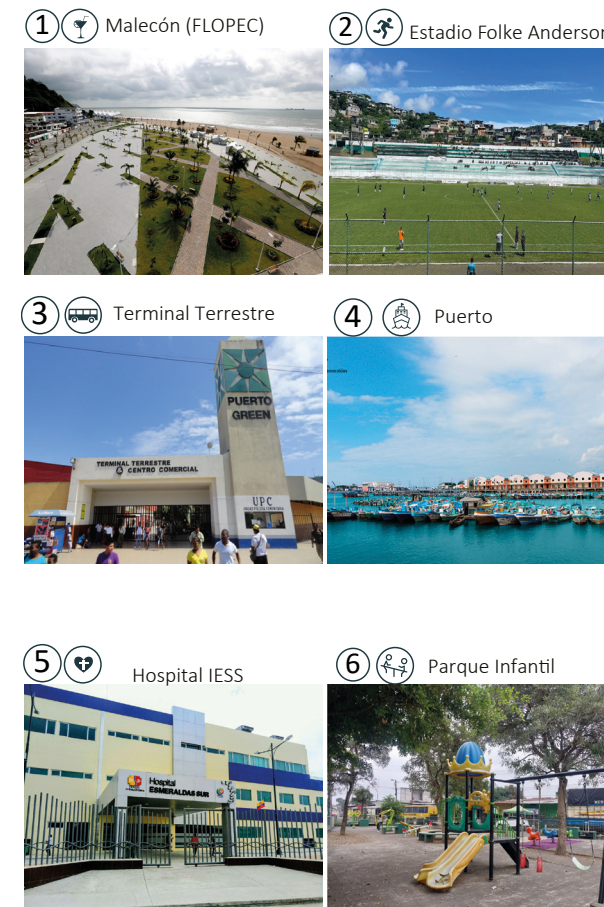 1 Malecón (FLOPEC)
2 Estadio Folke Anderson
3 Terminal Terrestre
4 Puerto
PUERTO
GREEN
TERMINAL TERRESTRE
CENTRO COMERCIAL
UPC
5 Hospital IESS
6 Parque Infantil
Hospital
ESMERALDAS SUR